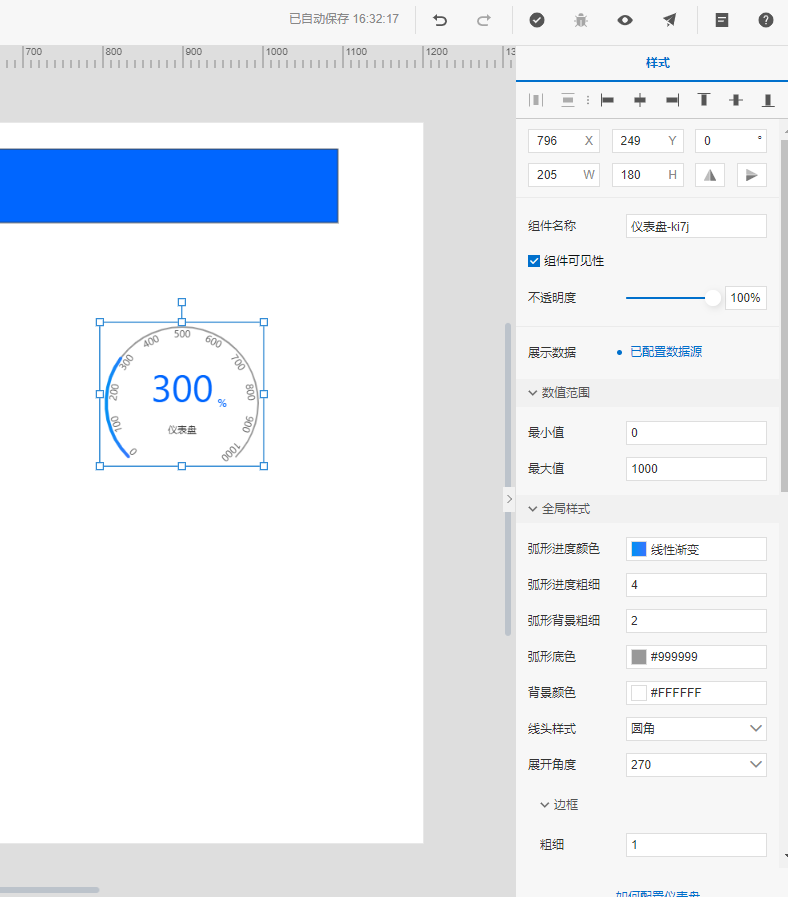 已自动保存 16:32:17
700 800 900 1000 1100 1200
样式
796 X 249 Y 0 °
205 W 180 H
组件名称 仪表盘-ki7j
组件可见性
不透明度 100%
展示数据 已配置数据源
数值范围
最小值 0
最大值 1000
全局样式
弧形进度颜色 线性渐变
弧形进度粗细 4
弧形背景粗细 2
弧形底色 #999999
背景颜色 #FFFFFF
线头样式 圆角
展开角度 270
边框
粗细 1
如何配置仪表盘
0
100
200
300
400
500
600
700
800
900
1000
300 %
仪表盘